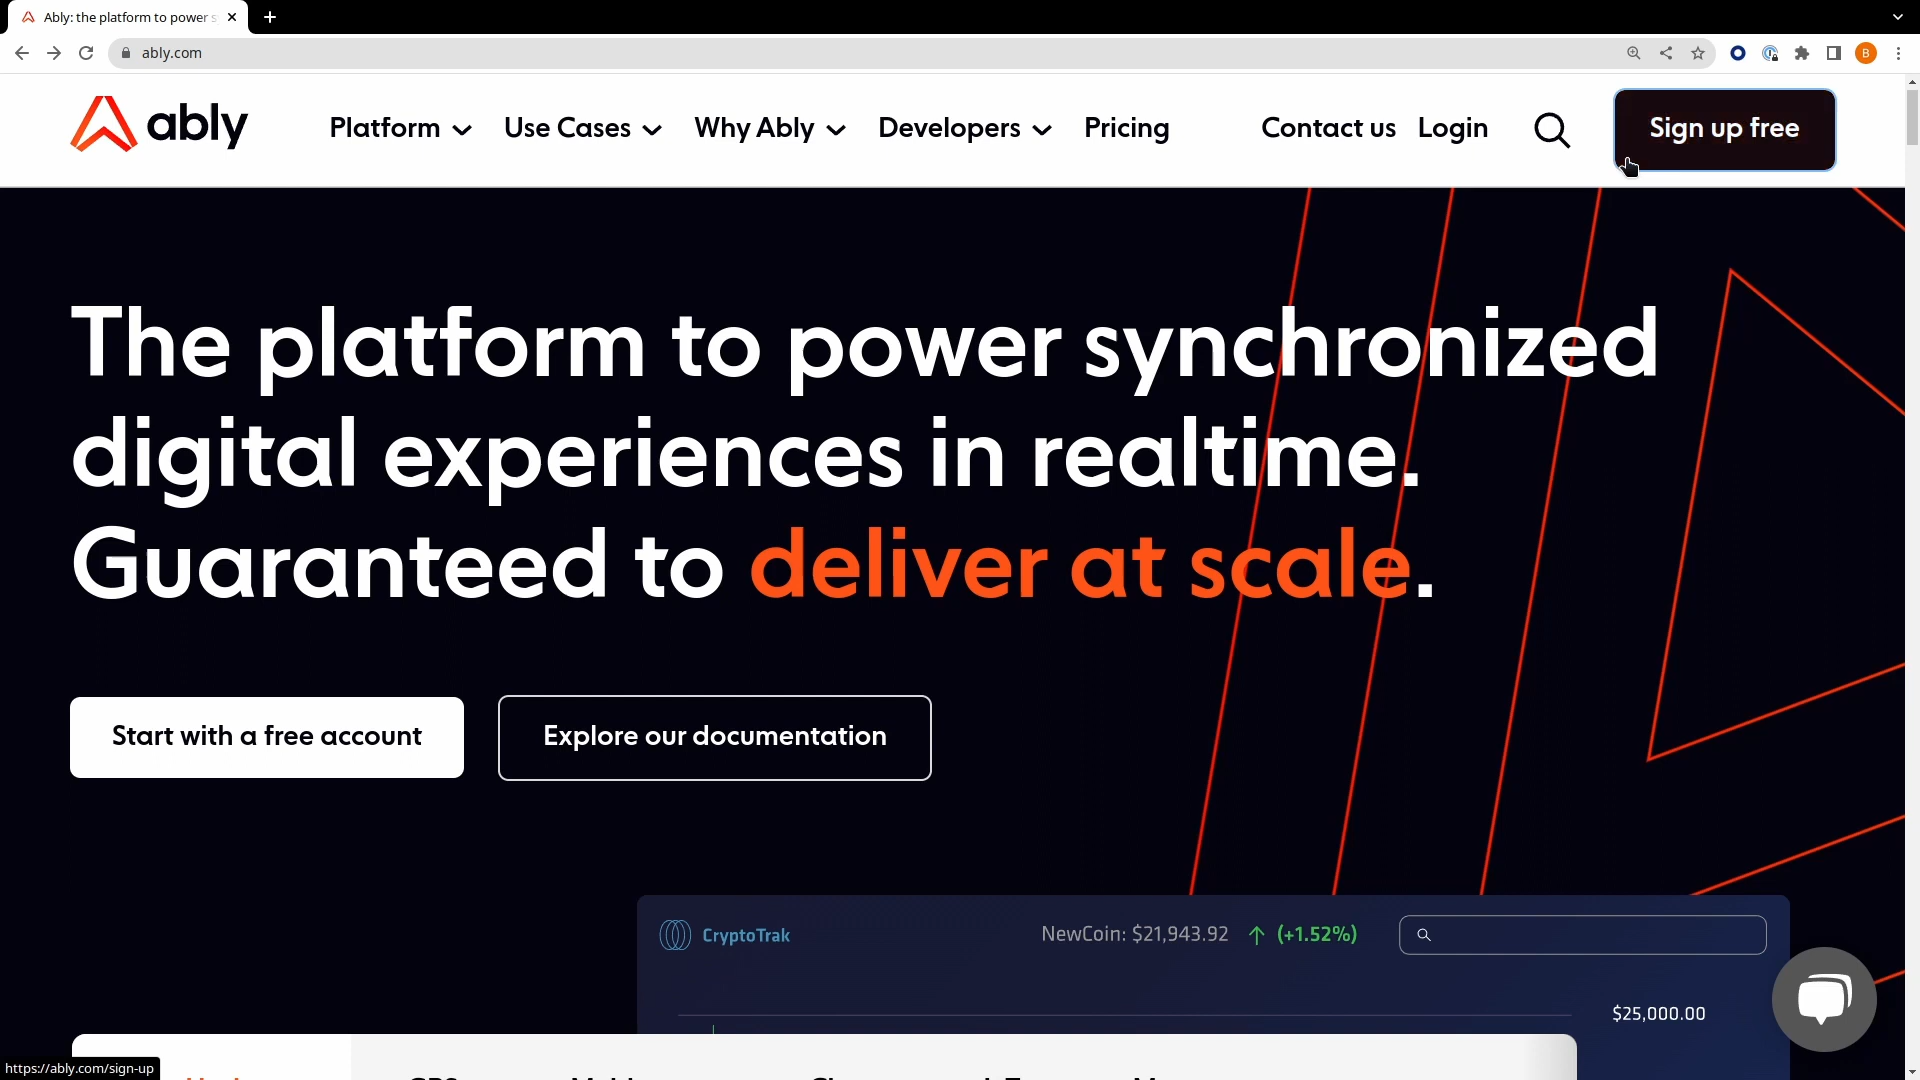 Ably: the platform to power
ably.com
B
ably
Platform Use Cases Why Ably Developers Pricing Contact us Login Sign up free
The platform to power synchronized
digital experiences in realtime.
Guaranteed to deliver at scale.
Start with a free account Explore our documentation
CryptoTrak NewCoin: $21,943.92 (+1.52%)
$25,000.00
https://ably.com/sign-up